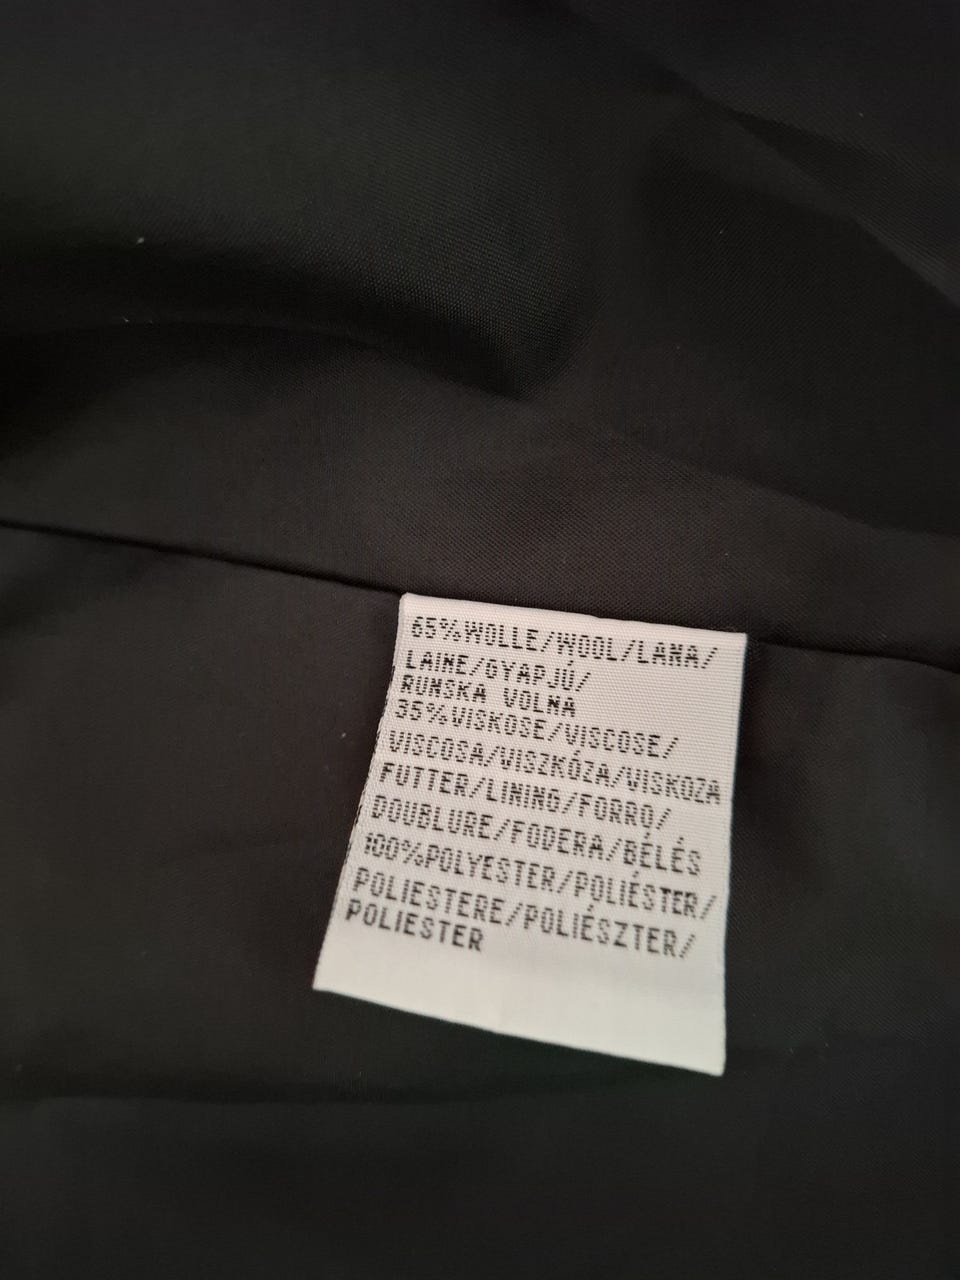 65%WOLLE/WOOL/LANA/
LAINE/GYAPJÚ/
RUNSKA VOLNA
35%VISKOSE/VISCOSE/
VISCOSA/VISZKÓZA/VISKOZA
FUTTER/LINING/FORRO/
DOUBLURE/FODERA/BÉLÉS
100%POLYESTER/POLIÉSTER/
POLIESTERE/POLIÉSZTER/
POLIESTER